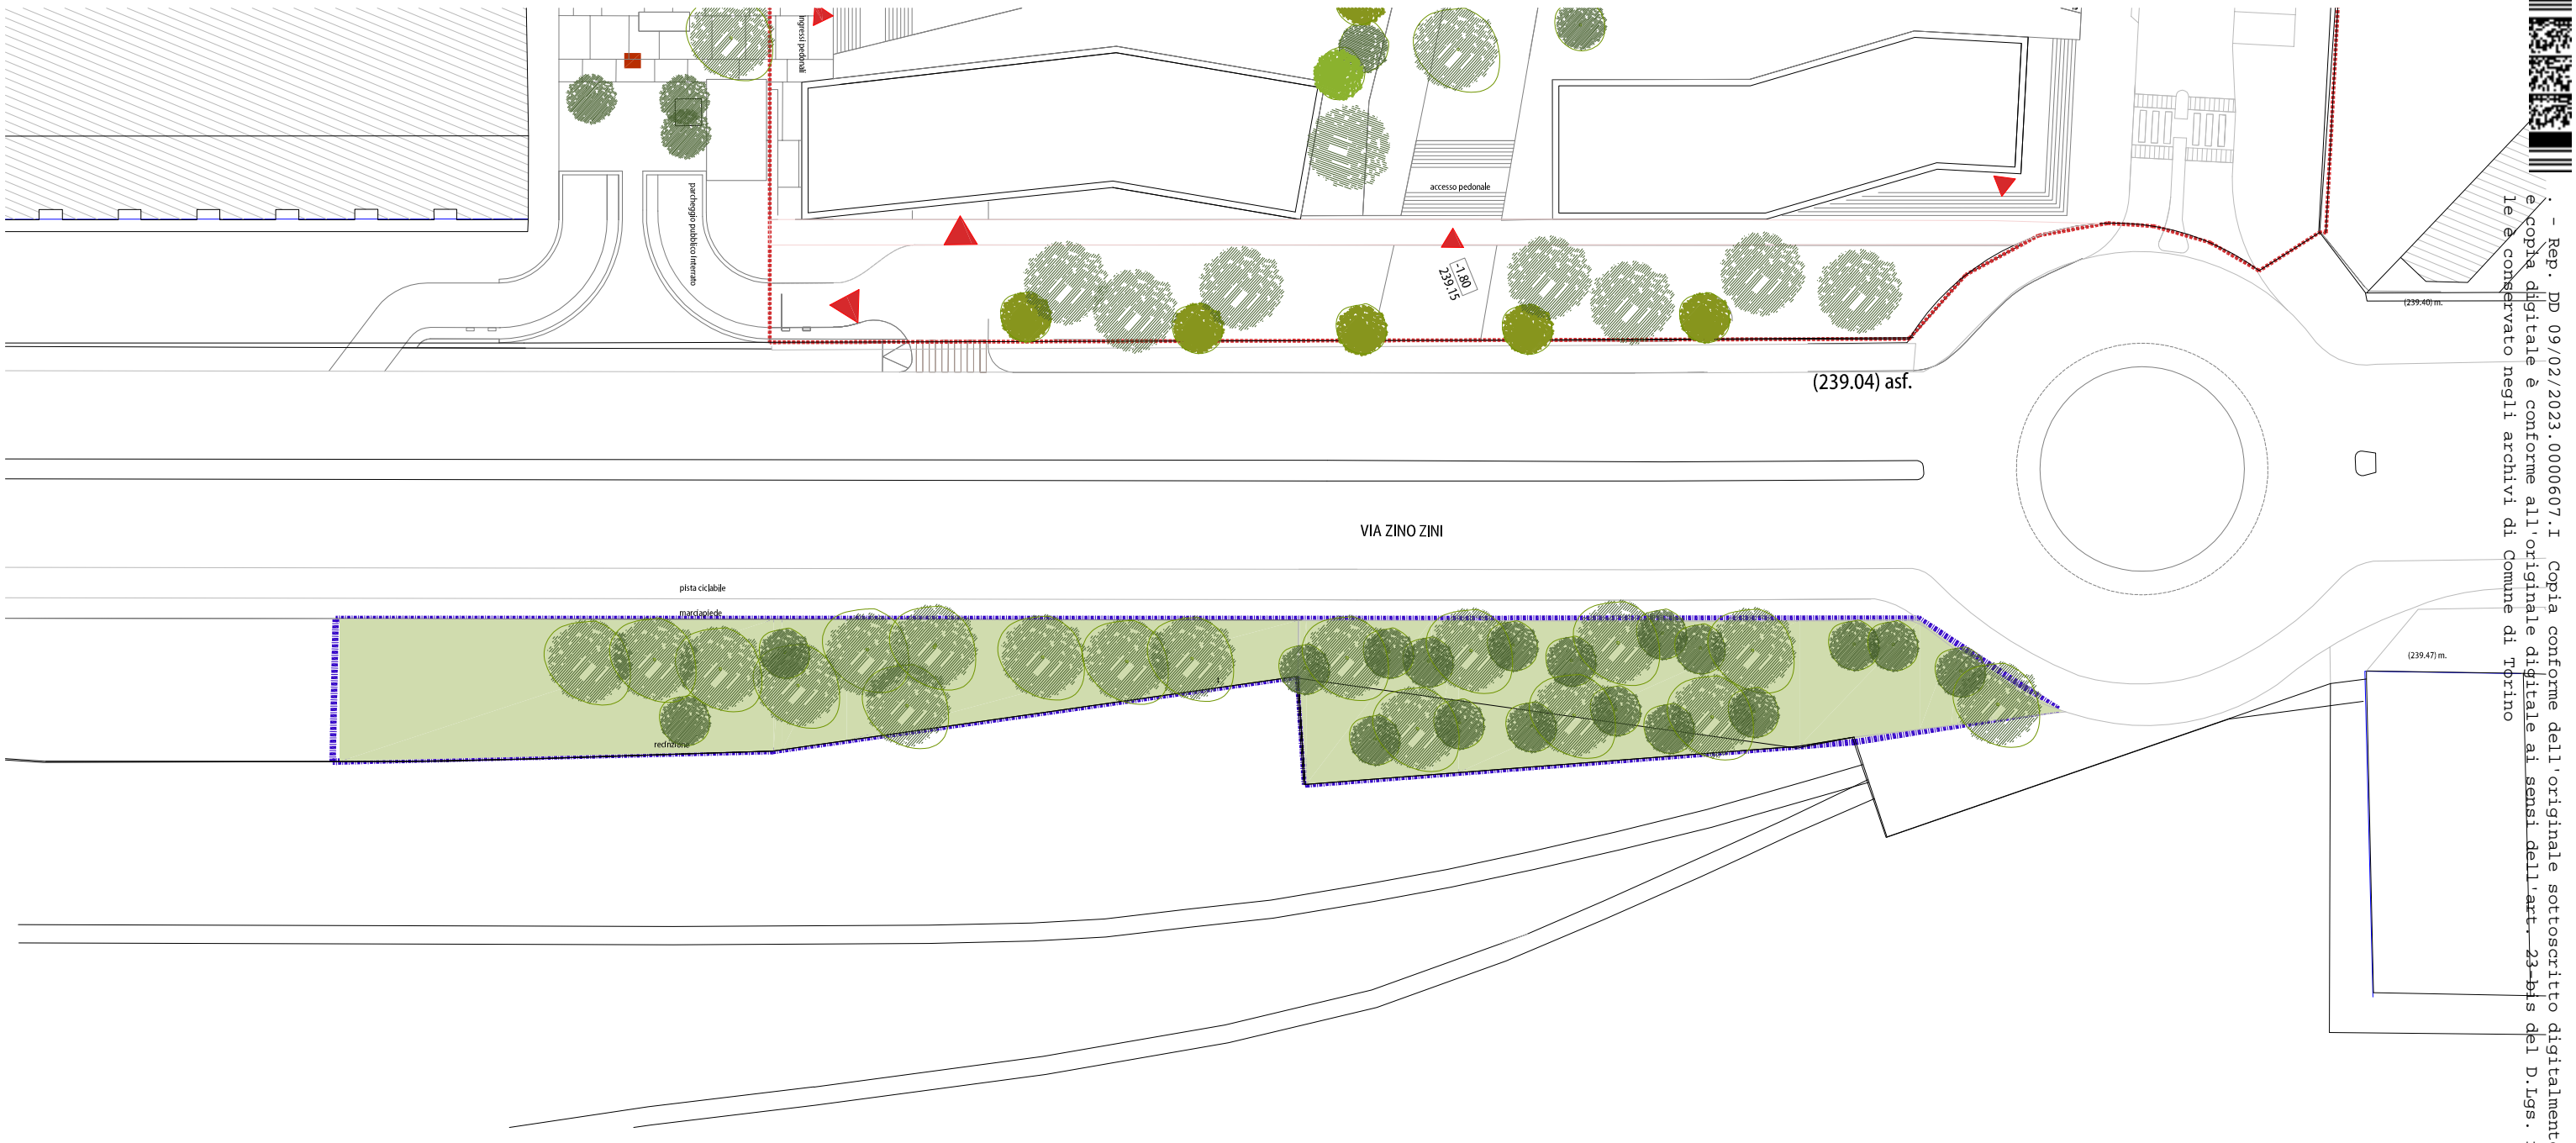 ingressi pedonali
parcheggio pubblico interrato
accesso pedonale
-1.80
239.15
(239.40) m.
(239.04) asf.
VIA ZINO ZINI
pista ciclabile
marciapiede
recinzione
1
(239.47) m.
. - Rep. DD 09/02/2023.0000607.I Copia conforme dell'originale sottoscritto digitalment
e copia digitale è conforme all'originale digitale ai sensi dell'art. 23-bis del D.Lgs.
le è conservato negli archivi di Comune di Torino